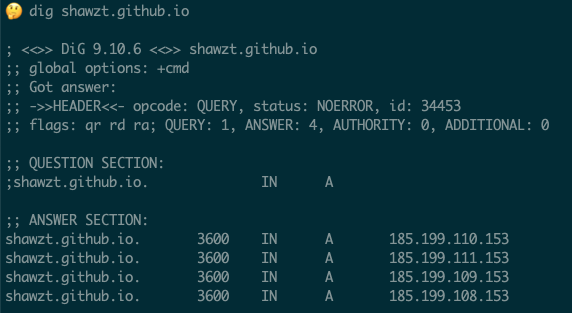 🤔 dig shawzt.github.io
; <<>> DiG 9.10.6 <<>> shawzt.github.io
;; global options: +cmd
;; Got answer:
;; ->>HEADER<<- opcode: QUERY, status: NOERROR, id: 34453
;; flags: qr rd ra; QUERY: 1, ANSWER: 4, AUTHORITY: 0, ADDITIONAL: 0
;; QUESTION SECTION:
;shawzt.github.io. IN A
;; ANSWER SECTION:
shawzt.github.io. 3600 IN A 185.199.110.153
shawzt.github.io. 3600 IN A 185.199.111.153
shawzt.github.io. 3600 IN A 185.199.109.153
shawzt.github.io. 3600 IN A 185.199.108.153